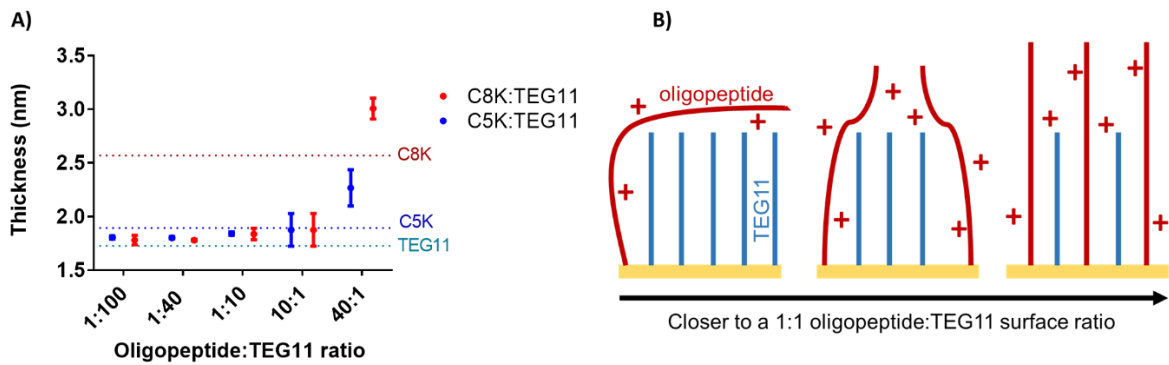 A)
Thickness (nm)
3.5
3.0
2.5
2.0
1.5
C8K:TEG11
C5K:TEG11
C8K
C5K
TEG11
1:100
1:40
1:10
10:1
40:1
Oligopeptide:TEG11 ratio
B)
+ oligopeptide
+
+
TEG11
+
+
+
+
+
+
+
+
+
+
+
+
Closer to a 1:1 oligopeptide:TEG11 surface ratio